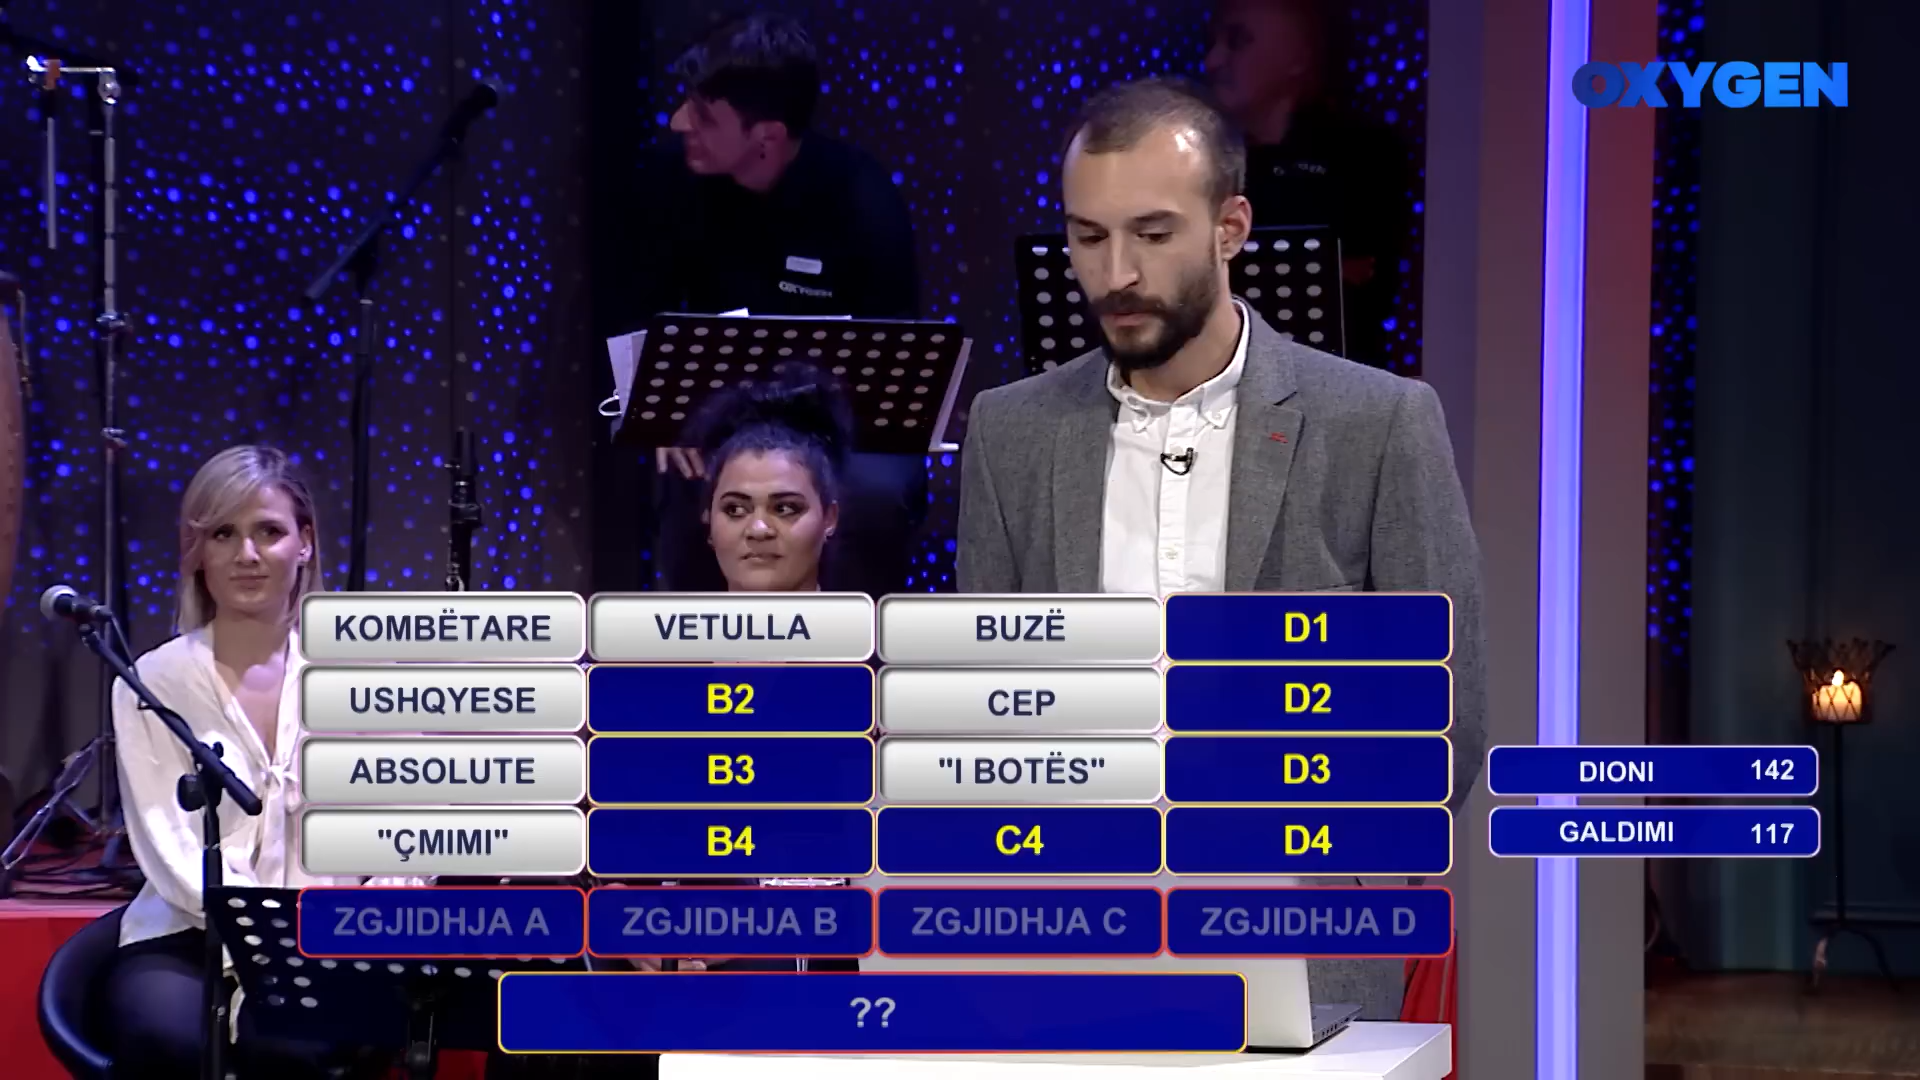 OXYGEN
OXYGEN
KOMBËTARE VETULLA BUZË D1
USHQYESE B2 CEP D2
ABSOLUTE B3 "I BOTËS" D3
"ÇMIMI" B4 C4 D4
ZGJIDHJA A ZGJIDHJA B ZGJIDHJA C ZGJIDHJA D
??
DIONI 142
GALDIMI 117